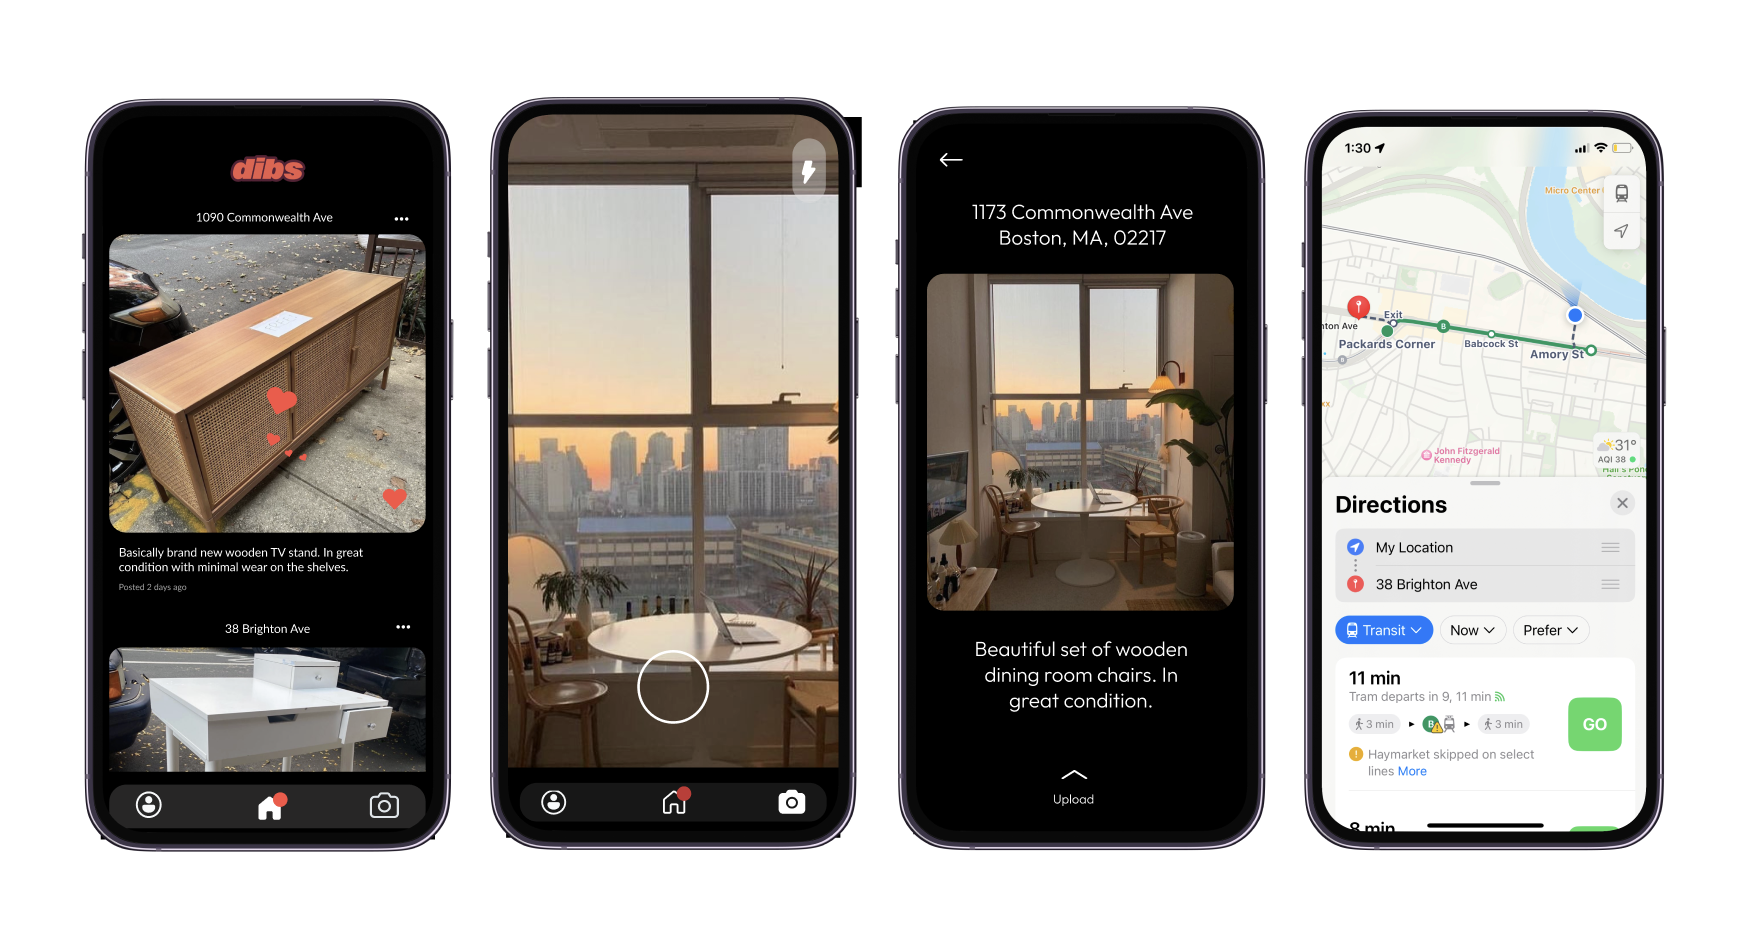 dibs
1090 Commonwealth Ave
Basically brand new wooden TV stand. In great
condition with minimal wear on the shelves.
Posted 2 days ago
38 Brighton Ave
1173 Commonwealth Ave
Boston, MA, 02217
Beautiful set of wooden
dining room chairs. In
great condition.
Upload
1:30
Micro Center
Exit
nton Ave
B
Packards Corner
Babcock St
Amory St
B
31°
AQI 38
John Fitzgerald
Kennedy
Hall's Pond
Directions
My Location
38 Brighton Ave
Transit
Now
Prefer
11 min
Tram departs in 9, 11 min
3 min
B
3 min
GO
Haymarket skipped on select
lines More
8 min